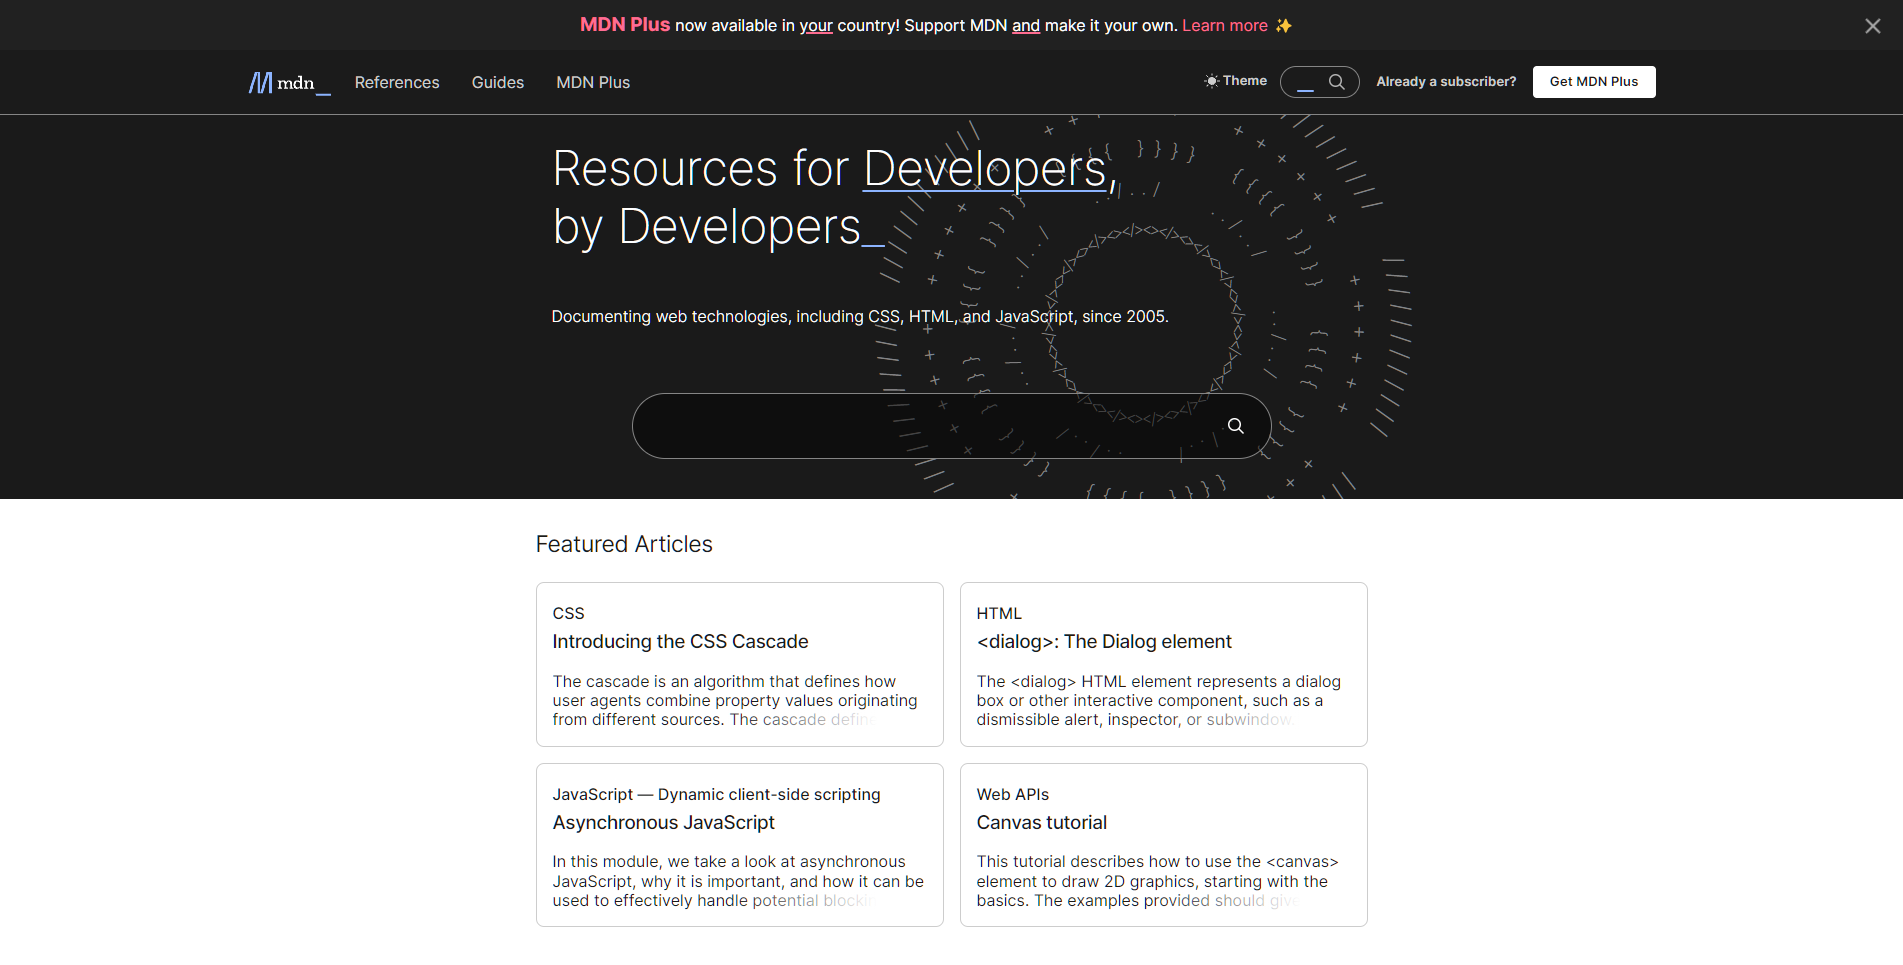 MDN Plus now available in your country! Support MDN and make it your own. Learn more ✨
mdn_
References
Guides
MDN Plus
Theme
Already a subscriber?
Get MDN Plus
Resources for Developers,
by Developers_
Documenting web technologies, including CSS, HTML, and JavaScript, since 2005.
Featured Articles
CSS
Introducing the CSS Cascade
The cascade is an algorithm that defines how
user agents combine property values originating
from different sources. The cascade define
HTML
<dialog>: The Dialog element
The <dialog> HTML element represents a dialog
box or other interactive component, such as a
dismissible alert, inspector, or subwindow.
JavaScript — Dynamic client-side scripting
Asynchronous JavaScript
In this module, we take a look at asynchronous
JavaScript, why it is important, and how it can be
used to effectively handle potential blockin
Web APIs
Canvas tutorial
This tutorial describes how to use the <canvas>
element to draw 2D graphics, starting with the
basics. The examples provided should give